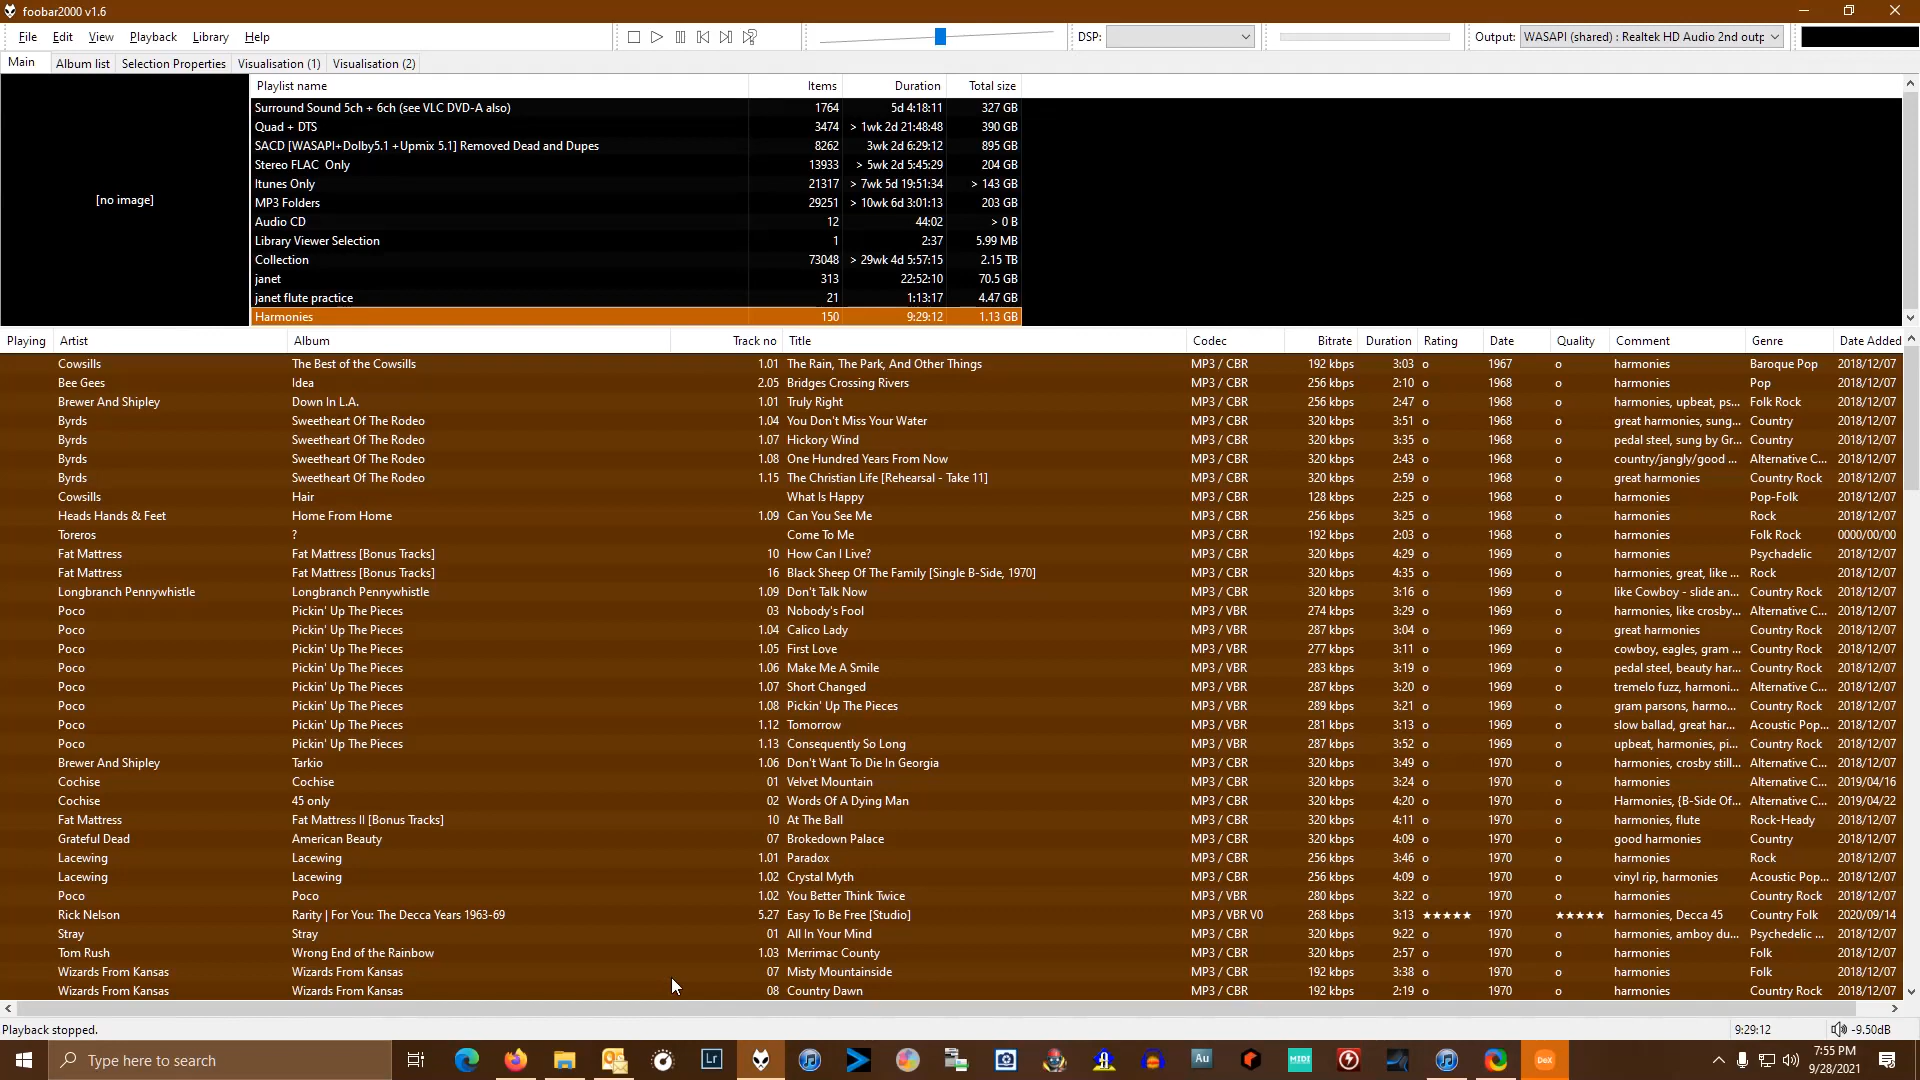 foobar2000 v1.6
File Edit View Playback Library Help DSP: Output: WASAPI (shared) : Realtek HD Audio 2nd outp
Main Album list Selection Properties Visualisation (1) Visualisation (2)
[no image]
Playlist name Items Duration Total size
Surround Sound 5ch + 6ch (see VLC DVD-A also) 1764 5d 4:18:11 327 GB
Quad + DTS 3474 > 1wk 2d 21:48:48 390 GB
SACD [WASAPI+Dolby5.1 +Upmix 5.1] Removed Dead and Dupes 8262 3wk 2d 6:29:12 895 GB
Stereo FLAC Only 13933 > 5wk 2d 5:45:29 204 GB
Itunes Only 21317 > 7wk 5d 19:51:34 > 143 GB
MP3 Folders 29251 > 10wk 6d 3:01:13 203 GB
Audio CD 12 44:02 > 0 B
Library Viewer Selection 1 2:37 5.99 MB
Collection 73048 > 29wk 4d 5:57:15 2.15 TB
janet 313 22:52:10 70.5 GB
janet flute practice 21 1:13:17 4.47 GB
Harmonies 150 9:29:12 1.13 GB
Playing Artist Album Track no Title Codec Bitrate Duration Rating Date Quality Comment Genre Date Added
Cowsills The Best of the Cowsills 1.01 The Rain, The Park, And Other Things MP3 / CBR 192 kbps 3:03 o 1967 o harmonies Baroque Pop 2018/12/07
Bee Gees Idea 2.05 Bridges Crossing Rivers MP3 / CBR 256 kbps 2:10 o 1968 o harmonies Pop 2018/12/07
Brewer And Shipley Down In L.A. 1.01 Truly Right MP3 / CBR 256 kbps 2:47 o 1968 o harmonies, upbeat, ps... Folk Rock 2018/12/07
Byrds Sweetheart Of The Rodeo 1.04 You Don't Miss Your Water MP3 / CBR 320 kbps 3:51 o 1968 o great harmonies, sung... Country 2018/12/07
Byrds Sweetheart Of The Rodeo 1.07 Hickory Wind MP3 / CBR 320 kbps 3:35 o 1968 o pedal steel, sung by Gr... Country 2018/12/07
Byrds Sweetheart Of The Rodeo 1.08 One Hundred Years From Now MP3 / CBR 320 kbps 2:43 o 1968 o country/jangly/good ... Alternative C... 2018/12/07
Byrds Sweetheart Of The Rodeo 1.15 The Christian Life [Rehearsal - Take 11] MP3 / CBR 320 kbps 2:59 o 1968 o great harmonies Country Rock 2018/12/07
Cowsills Hair What Is Happy MP3 / CBR 128 kbps 2:25 o 1968 o harmonies Pop-Folk 2018/12/07
Heads Hands & Feet Home From Home 1.09 Can You See Me MP3 / CBR 256 kbps 3:25 o 1968 o harmonies Rock 2018/12/07
Toreros ? Come To Me MP3 / CBR 192 kbps 2:03 o 1968 o harmonies Folk Rock 0000/00/00
Fat Mattress Fat Mattress [Bonus Tracks] 10 How Can I Live? MP3 / CBR 320 kbps 4:29 o 1969 o harmonies Psychadelic 2018/12/07
Fat Mattress Fat Mattress [Bonus Tracks] 16 Black Sheep Of The Family [Single B-Side, 1970] MP3 / CBR 320 kbps 4:35 o 1969 o harmonies, great, like ... Rock 2018/12/07
Longbranch Pennywhistle Longbranch Pennywhistle 1.09 Don't Talk Now MP3 / CBR 320 kbps 3:16 o 1969 o like Cowboy - slide an... Country Rock 2018/12/07
Poco Pickin' Up The Pieces 03 Nobody's Fool MP3 / VBR 274 kbps 3:29 o 1969 o harmonies, like crosby... Alternative C... 2018/12/07
Poco Pickin' Up The Pieces 1.04 Calico Lady MP3 / VBR 287 kbps 3:04 o 1969 o great harmonies Country Rock 2018/12/07
Poco Pickin' Up The Pieces 1.05 First Love MP3 / VBR 277 kbps 3:11 o 1969 o cowboy, eagles, gram ... Country Rock 2018/12/07
Poco Pickin' Up The Pieces 1.06 Make Me A Smile MP3 / VBR 283 kbps 3:19 o 1969 o pedal steel, beauty har... Country Rock 2018/12/07
Poco Pickin' Up The Pieces 1.07 Short Changed MP3 / VBR 287 kbps 3:20 o 1969 o tremelo fuzz, harmoni... Alternative C... 2018/12/07
Poco Pickin' Up The Pieces 1.08 Pickin' Up The Pieces MP3 / VBR 289 kbps 3:21 o 1969 o gram parsons, harmo... Country Rock 2018/12/07
Poco Pickin' Up The Pieces 1.12 Tomorrow MP3 / VBR 281 kbps 3:13 o 1969 o slow ballad, great har... Acoustic Pop... 2018/12/07
Poco Pickin' Up The Pieces 1.13 Consequently So Long MP3 / VBR 287 kbps 3:52 o 1969 o upbeat, harmonies, pi... Country Rock 2018/12/07
Brewer And Shipley Tarkio 1.06 Don't Want To Die In Georgia MP3 / CBR 320 kbps 3:49 o 1970 o harmonies, crosby still... Alternative C... 2018/12/07
Cochise Cochise 01 Velvet Mountain MP3 / CBR 320 kbps 3:24 o 1970 o harmonies Alternative C... 2019/04/16
Cochise 45 only 02 Words Of A Dying Man MP3 / CBR 320 kbps 4:20 o 1970 o Harmonies, {B-Side Of... Alternative C... 2019/04/22
Fat Mattress Fat Mattress II [Bonus Tracks] 10 At The Ball MP3 / CBR 320 kbps 4:11 o 1970 o harmonies, flute Rock-Heady 2018/12/07
Grateful Dead American Beauty 07 Brokedown Palace MP3 / CBR 320 kbps 4:09 o 1970 o good harmonies Country 2018/12/07
Lacewing Lacewing 1.01 Paradox MP3 / CBR 256 kbps 3:46 o 1970 o harmonies Rock 2018/12/07
Lacewing Lacewing 1.02 Crystal Myth MP3 / CBR 256 kbps 4:09 o 1970 o vinyl rip, harmonies Acoustic Pop... 2018/12/07
Poco Poco 1.02 You Better Think Twice MP3 / VBR 280 kbps 3:22 o 1970 o harmonies Country Rock 2018/12/07
Rick Nelson Rarity | For You: The Decca Years 1963-69 5.27 Easy To Be Free [Studio] MP3 / VBR V0 268 kbps 3:13 ★★★★★ 1970 ★★★★★ harmonies, Decca 45 Country Folk 2020/09/14
Stray Stray 01 All In Your Mind MP3 / CBR 320 kbps 9:22 o 1970 o harmonies, amboy du... Psychedelic ... 2018/12/07
Tom Rush Wrong End of the Rainbow 1.03 Merrimac County MP3 / CBR 320 kbps 2:57 o 1970 o harmonies Folk 2018/12/07
Wizards From Kansas Wizards From Kansas 07 Misty Mountainside MP3 / CBR 192 kbps 3:38 o 1970 o harmonies Folk 2018/12/07
Wizards From Kansas Wizards From Kansas 08 Country Dawn MP3 / CBR 192 kbps 2:19 o 1970 o harmonies Country Rock 2018/12/07
Playback stopped. 9:29:12 -9.50dB
Type here to search Lr Au MIDI DeX 7:55 PM
9/28/2021